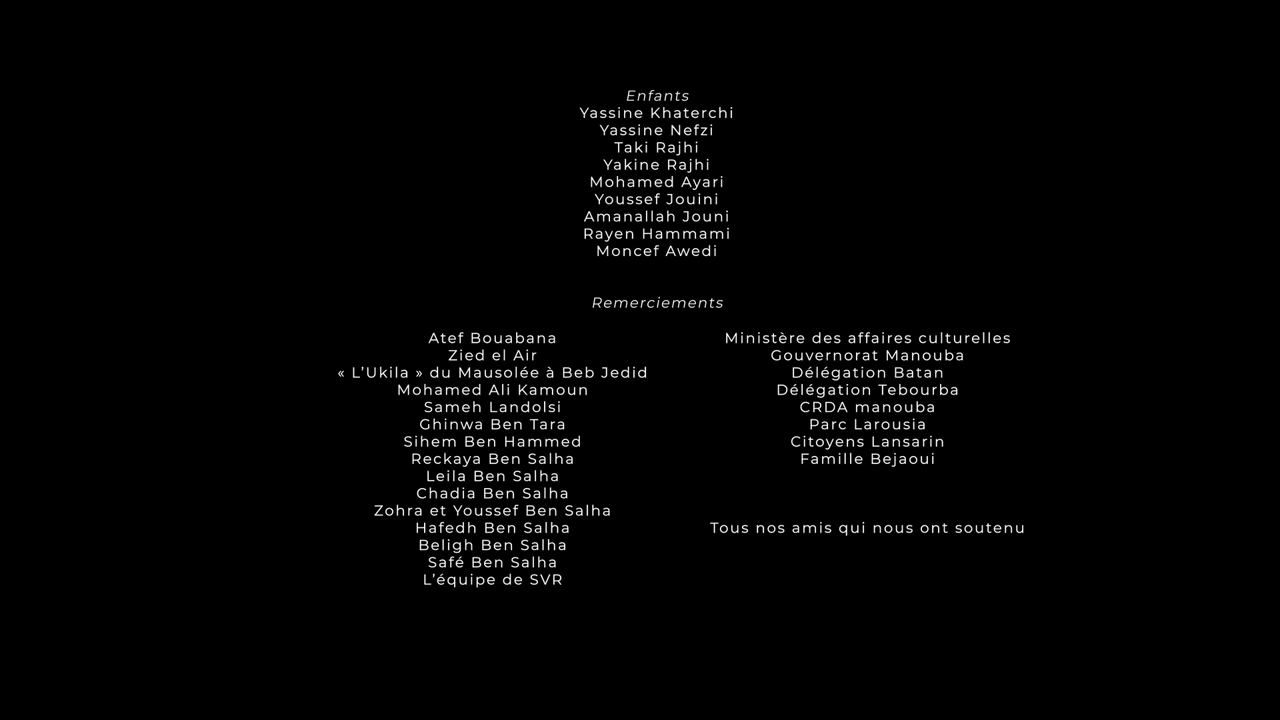 Enfants
Yassine Khaterchi
Yassine Nefzi
Taki Rajhi
Yakine Rajhi
Mohamed Ayari
Youssef Jouini
Amanallah Jouni
Rayen Hammami
Moncef Awedi
Remerciements
Atef Bouabana
Zied el Air
« L’Ukila » du Mausolée à Beb Jedid
Mohamed Ali Kamoun
Sameh Landolsi
Ghinwa Ben Tara
Sihem Ben Hammed
Reckaya Ben Salha
Leila Ben Salha
Chadia Ben Salha
Zohra et Youssef Ben Salha
Hafedh Ben Salha
Beligh Ben Salha
Safé Ben Salha
L’équipe de SVR
Ministère des affaires culturelles
Gouvernorat Manouba
Délégation Batan
Délégation Tebourba
CRDA manouba
Parc Larousia
Citoyens Lansarin
Famille Bejaoui
Tous nos amis qui nous ont soutenu